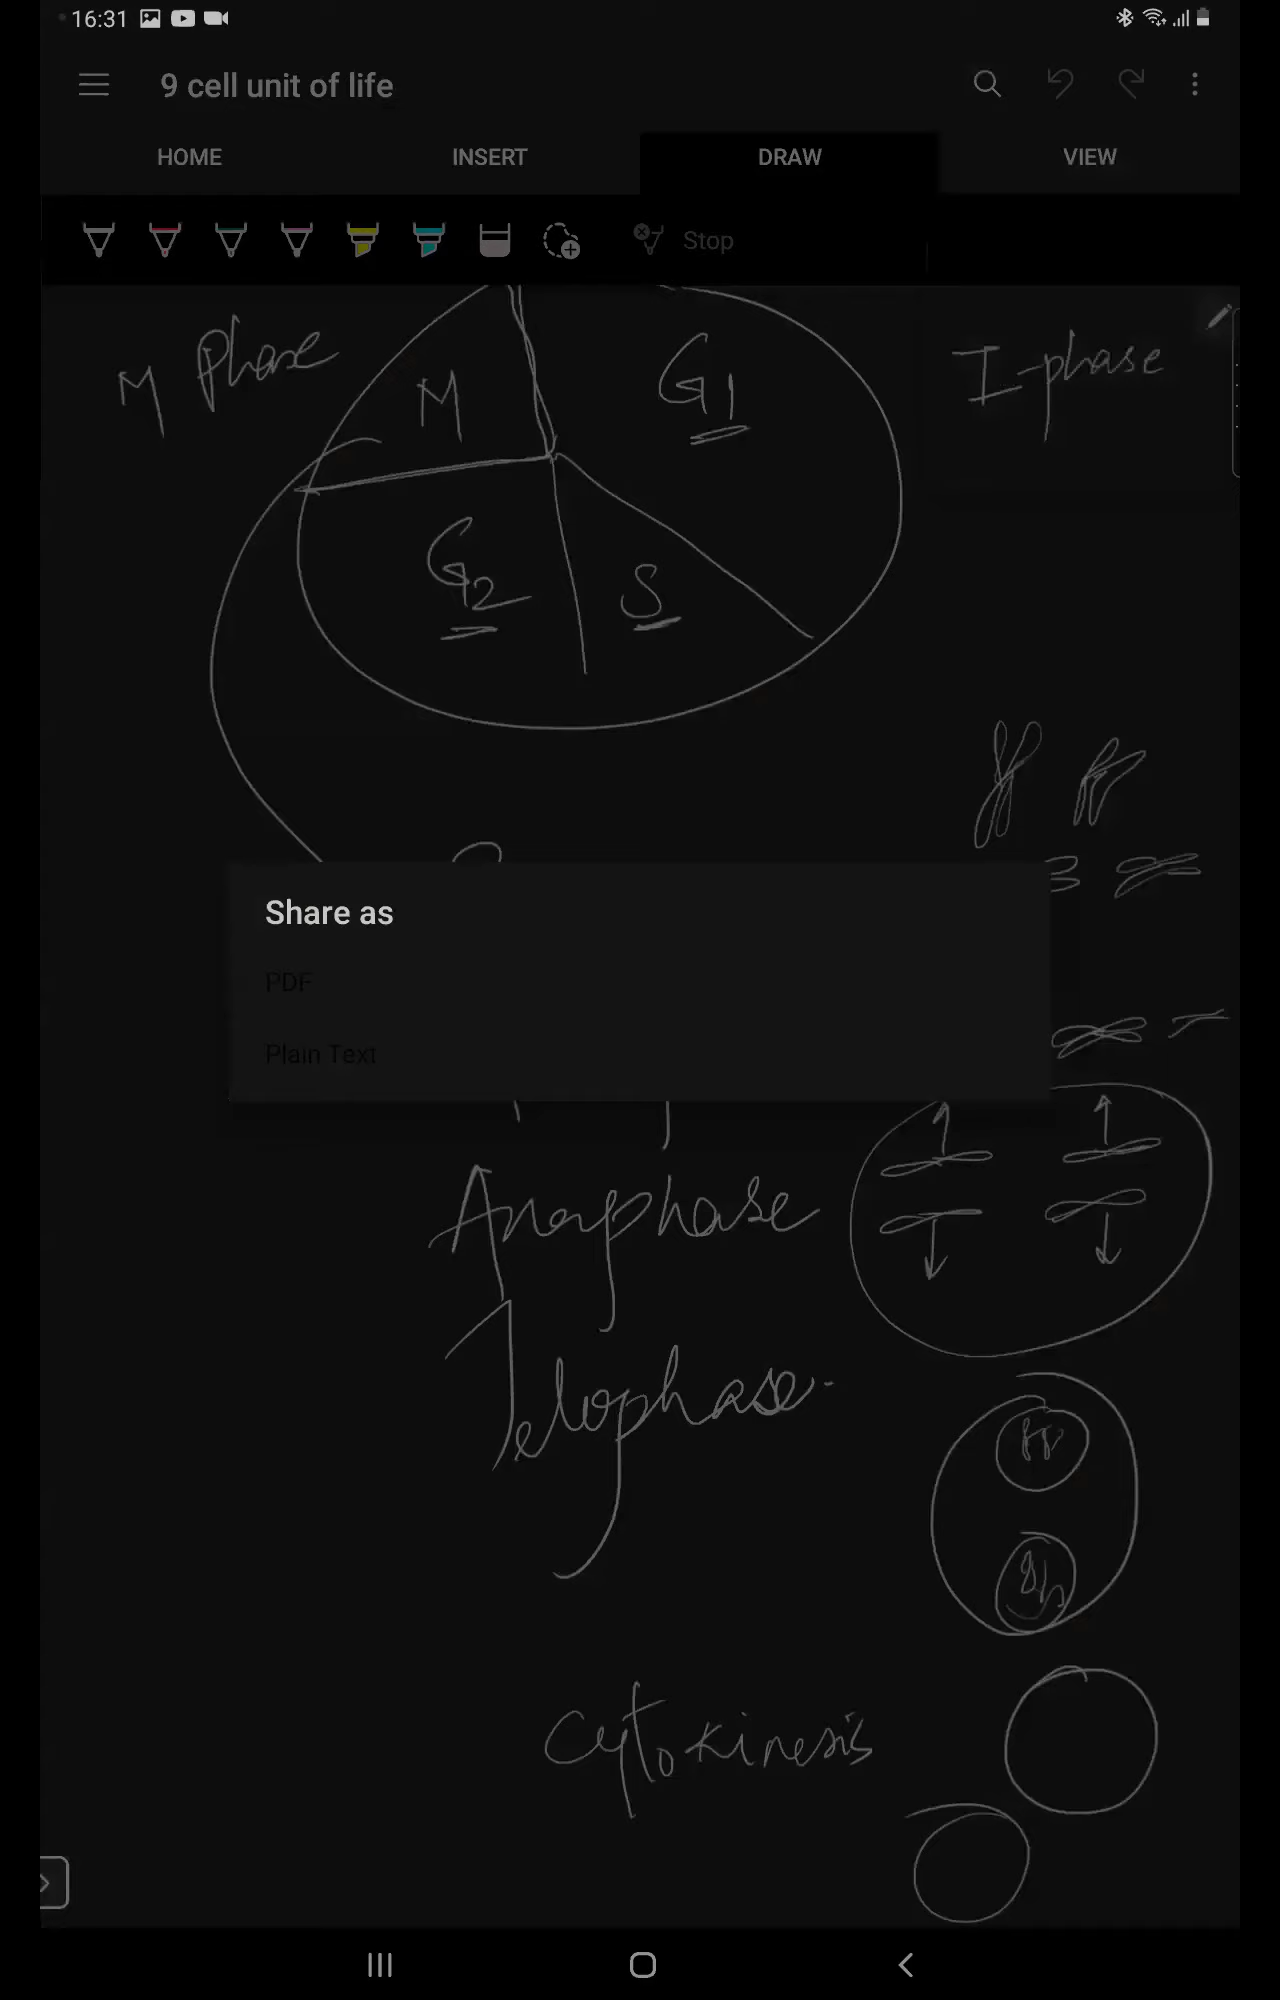 16:31
9 cell unit of life
HOME INSERT DRAW VIEW
Stop
M Phase
M
G1
I-phase
G2
S
Share as
PDF
Plain Text
Anaphase
Telophase
Cytokinesis